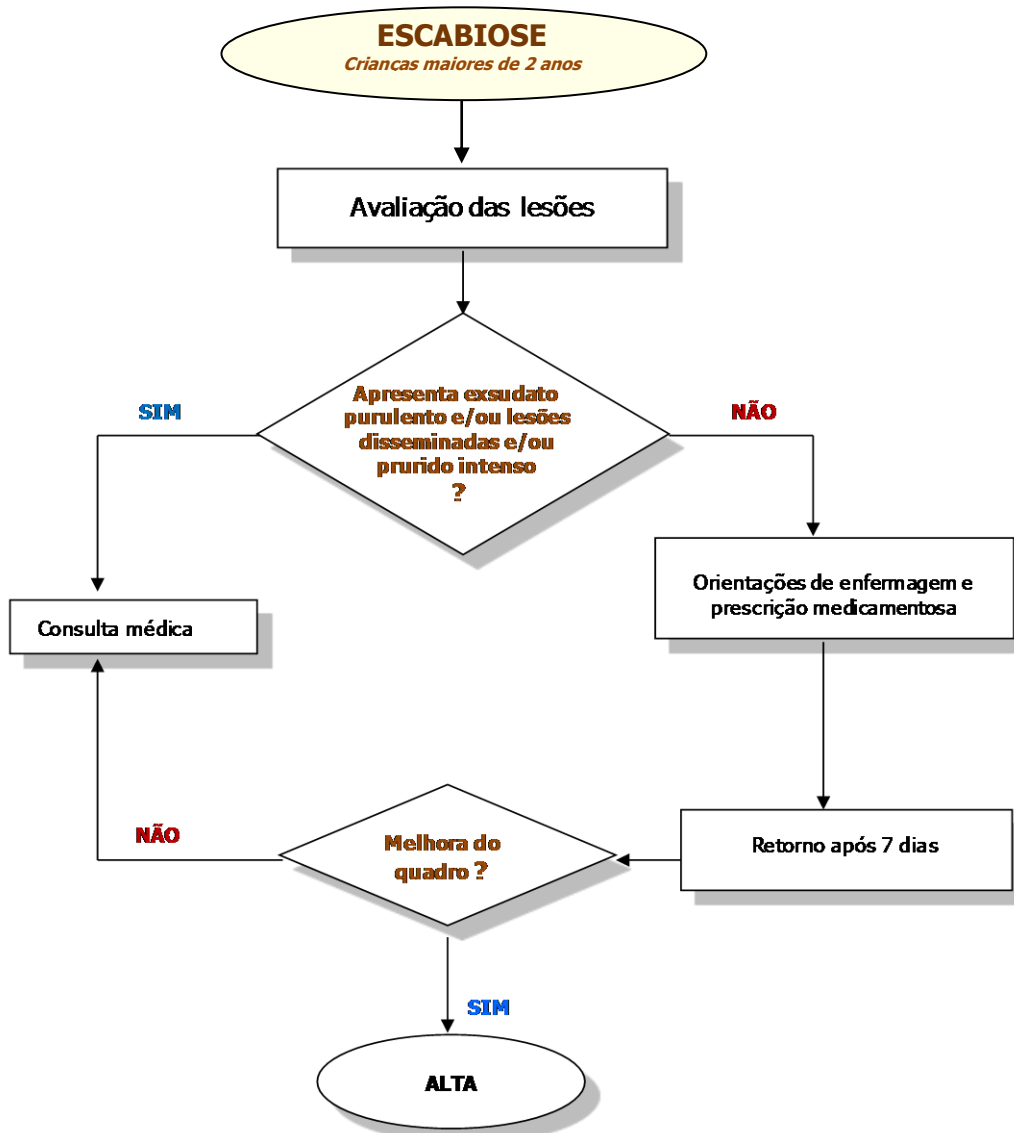 ESCABIOSE
Crianças maiores de 2 anos
Avaliação das lesões
Apresenta exsudato
purulento e/ou lesões
disseminadas e/ou
prurido intenso
?
SIM
NÃO
Orientações de enfermagem e
prescrição medicamentosa
Consulta médica
Retorno após 7 dias
Melhora do
quadro ?
NÃO
SIM
ALTA